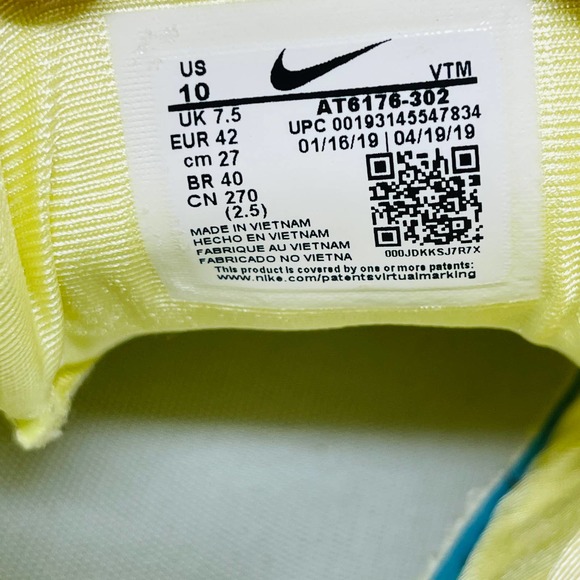 US
10
UK 7.5
EUR 42
cm 27
BR 40
CN 270
(2.5)
VTM
AT6176-302
UPC 00193145547834
01/16/19 | 04/19/19
000JDKKSJ7R7X
MADE IN VIETNAM
HECHO EN VIETNAM
FABRIQUE AU VIETNAM
FABRICADO NO VIETNA
This product is covered by one or more patents:
www.nike.com/patentsvirtualmarking